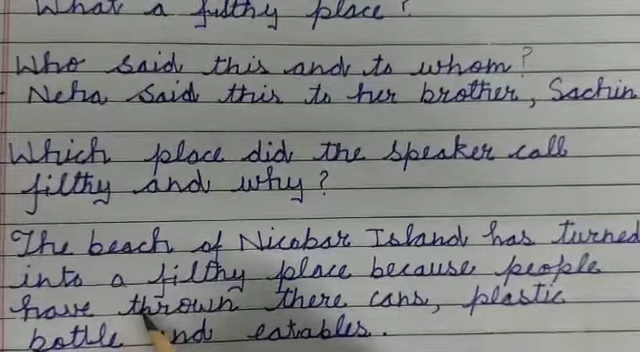 What a filthy place!
Who said this and to whom?
Neha said this to her brother, Sachin
Which place did the speaker call
filthy and why?
The beach of Nicobar Island has turned
into a filthy place because people
have thrown there cans, plastic
bottle and eatables.